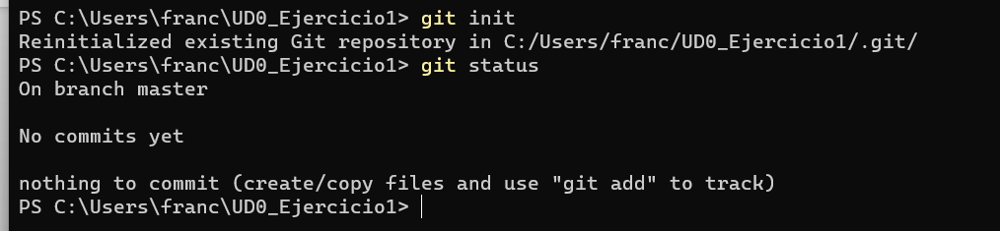 PS C:\Users\franc\UD0_Ejercicio1> git init
Reinitialized existing Git repository in C:/Users/franc/UD0_Ejercicio1/.git/
PS C:\Users\franc\UD0_Ejercicio1> git status
On branch master
No commits yet
nothing to commit (create/copy files and use "git add" to track)
PS C:\Users\franc\UD0_Ejercicio1>